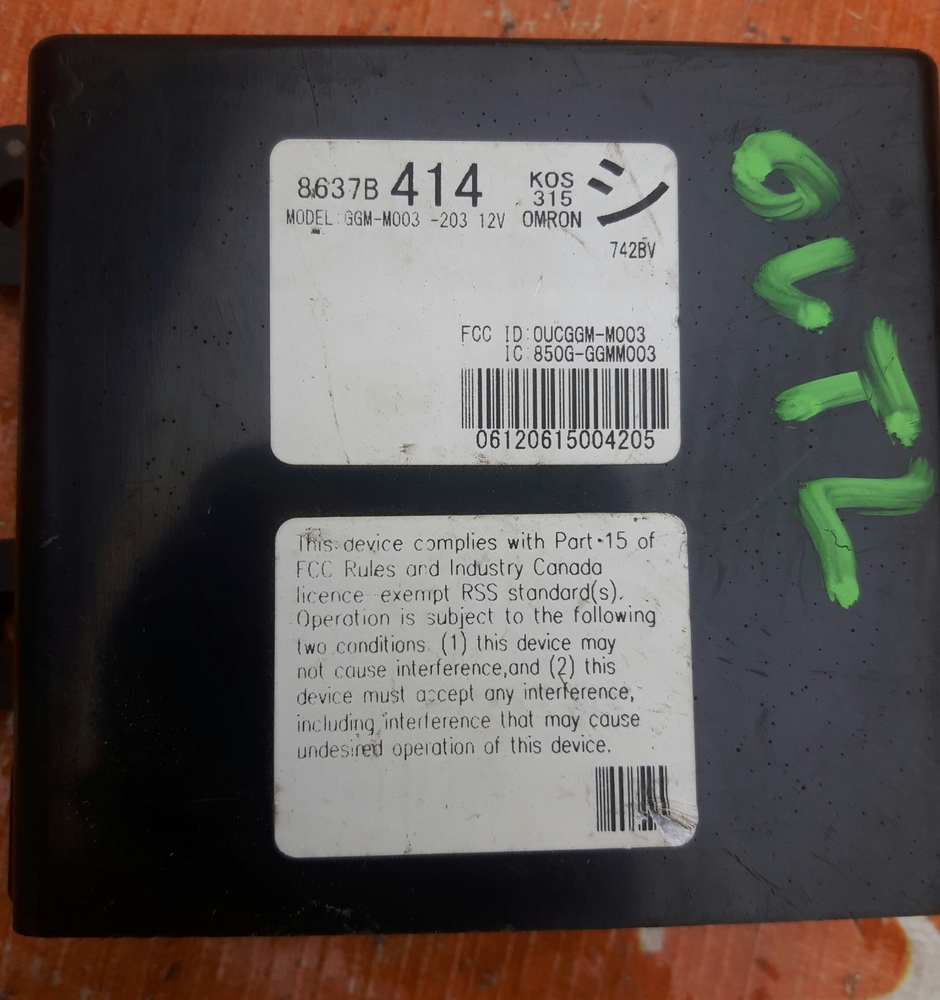 8637B 414 KOS 315 シ
MODEL:GGM-M003 -203 12V OMRON
742BV
FCC ID:OUCGGM-M003
IC:850G-GGMM003
06120615004205
This device complies with Part 15 of
FCC Rules and Industry Canada
licence exempt RSS standard(s).
Operation is subject to the following
two conditions: (1) this device may
not cause interference,and (2) this
device must accept any interference,
including interference that may cause
undesired operation of this device.
OUTL